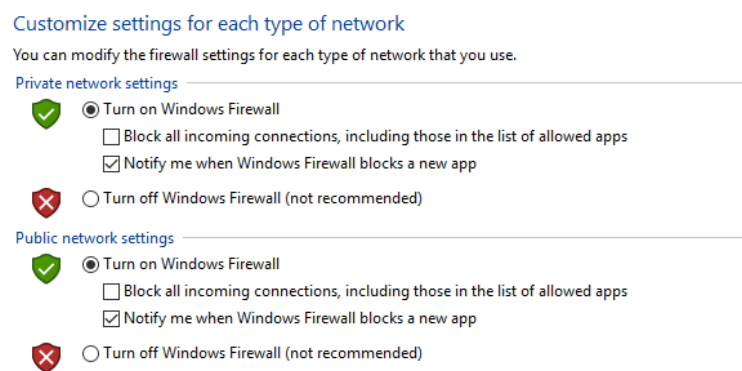 Customize settings for each type of network
You can modify the firewall settings for each type of network that you use.
Private network settings
Turn on Windows Firewall
Block all incoming connections, including those in the list of allowed apps
Notify me when Windows Firewall blocks a new app
Turn off Windows Firewall (not recommended)
Public network settings
Turn on Windows Firewall
Block all incoming connections, including those in the list of allowed apps
Notify me when Windows Firewall blocks a new app
Turn off Windows Firewall (not recommended)